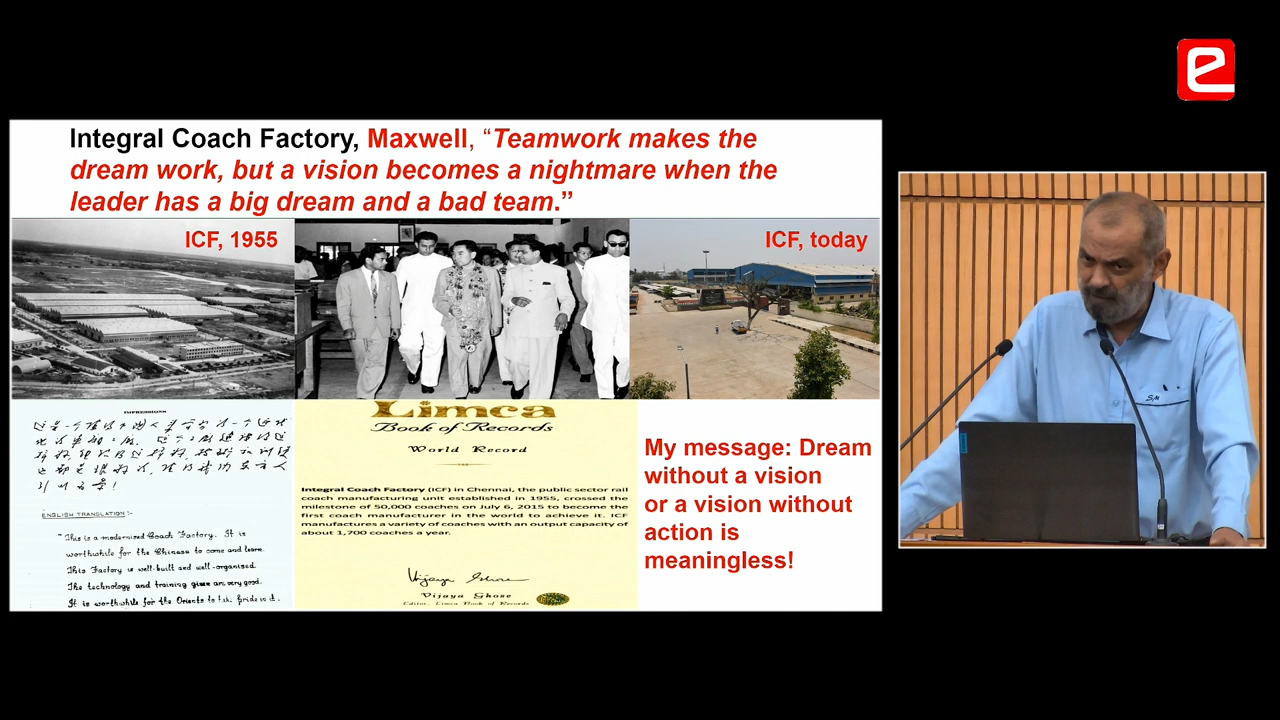 e
Integral Coach Factory, Maxwell, “Teamwork makes the
dream work, but a vision becomes a nightmare when the
leader has a big dream and a bad team.”
ICF, 1955
ICF, today
IMPRESSIONS
ENGLISH TRANSLATION :-
"This is a modernised Coach Factory. It is
worthwhile for the Chinese to come and learn.
This Factory is well-built and well-organised.
The technology and training given are very good.
It is worthwhile for the Orients to take pride in it.
Limca
Book of Records
World Record
Integral Coach Factory (ICF) in Chennai, the public sector rail
coach manufacturing unit established in 1955, crossed the
milestone of 50,000 coaches on July 6, 2015 to become the
first coach manufacturer in the world to achieve it. ICF
manufactures a variety of coaches with an output capacity of
about 1,700 coaches a year.
Vijaya Ghose
Vijaya Ghose
Editor, Limca Book of Records
My message: Dream
without a vision
or a vision without
action is
meaningless!
SM